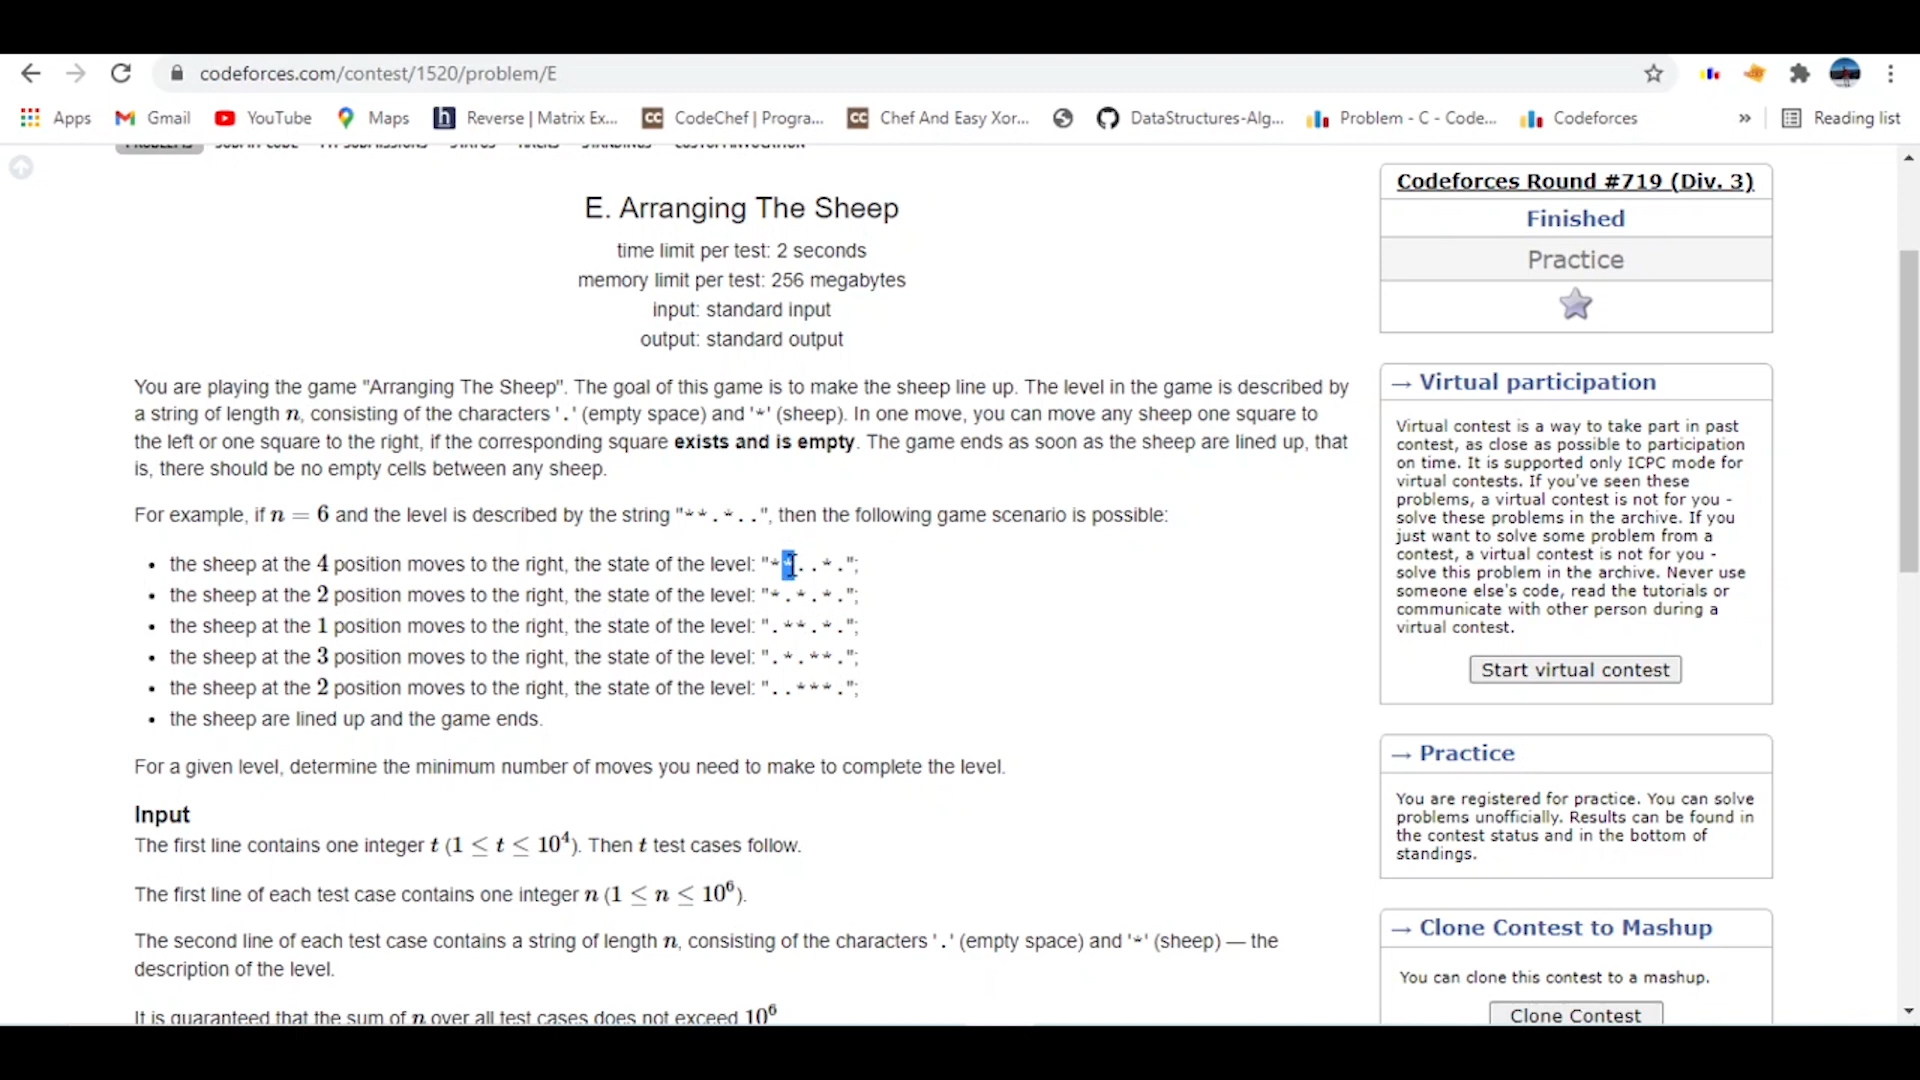 codeforces.com/contest/1520/problem/E
Apps Gmail YouTube Maps Reverse | Matrix Ex... CodeChef | Progra... Chef And Easy Xor... DataStructures-Alg... Problem - C - Code... Codeforces » Reading list
PROBLEMS SUBMIT CODE MY SUBMISSIONS STATUS HACKS STANDINGS CUSTOM INVOCATION
E. Arranging The Sheep
time limit per test: 2 seconds
memory limit per test: 256 megabytes
input: standard input
output: standard output
You are playing the game "Arranging The Sheep". The goal of this game is to make the sheep line up. The level in the game is described by
a string of length n, consisting of the characters '.' (empty space) and '*' (sheep). In one move, you can move any sheep one square to
the left or one square to the right, if the corresponding square exists and is empty. The game ends as soon as the sheep are lined up, that
is, there should be no empty cells between any sheep.
For example, if n = 6 and the level is described by the string "**.*..", then the following game scenario is possible:
• the sheep at the 4 position moves to the right, the state of the level: "**..*.";
• the sheep at the 2 position moves to the right, the state of the level: "*.*.*.";
• the sheep at the 1 position moves to the right, the state of the level: ".**.*.";
• the sheep at the 3 position moves to the right, the state of the level: ".*.**.";
• the sheep at the 2 position moves to the right, the state of the level: "..***.";
• the sheep are lined up and the game ends.
For a given level, determine the minimum number of moves you need to make to complete the level.
Input
The first line contains one integer t (1 ≤ t ≤ 10⁴). Then t test cases follow.
The first line of each test case contains one integer n (1 ≤ n ≤ 10⁶).
The second line of each test case contains a string of length n, consisting of the characters '.' (empty space) and '*' (sheep) — the
description of the level.
It is guaranteed that the sum of n over all test cases does not exceed 10⁶
Codeforces Round #719 (Div. 3)
Finished
Practice
→ Virtual participation
Virtual contest is a way to take part in past
contest, as close as possible to participation
on time. It is supported only ICPC mode for
virtual contests. If you've seen these
problems, a virtual contest is not for you -
solve these problems in the archive. If you
just want to solve some problem from a
contest, a virtual contest is not for you -
solve this problem in the archive. Never use
someone else's code, read the tutorials or
communicate with other person during a
virtual contest.
Start virtual contest
→ Practice
You are registered for practice. You can solve
problems unofficially. Results can be found in
the contest status and in the bottom of
standings.
→ Clone Contest to Mashup
You can clone this contest to a mashup.
Clone Contest